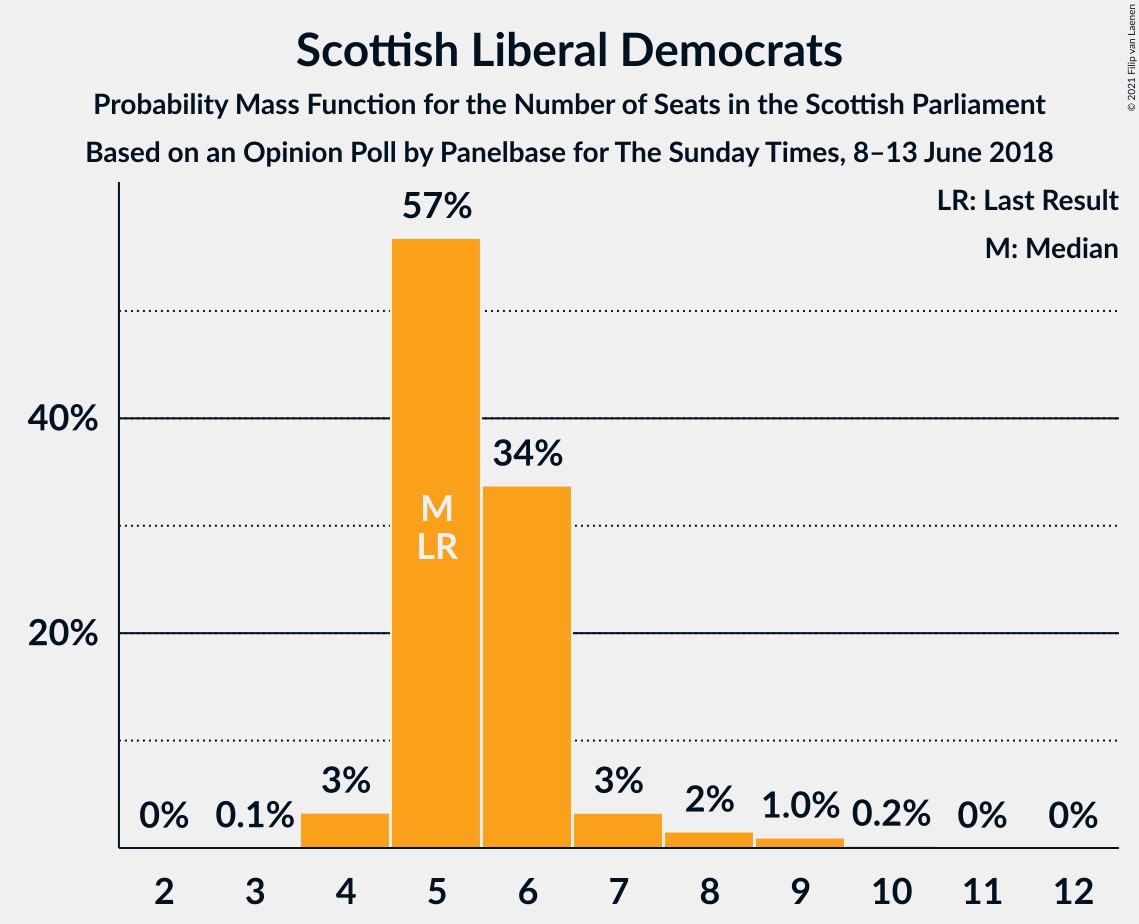 Scottish Liberal Democrats
Probability Mass Function for the Number of Seats in the Scottish Parliament
Based on an Opinion Poll by Panelbase for The Sunday Times, 8–13 June 2018
© 2021 Filip van Laenen
LR: Last Result
M: Median
57%
40%
34%
M
LR
20%
0% 0.1% 3% 3% 2% 1.0% 0.2% 0% 0%
2 3 4 5 6 7 8 9 10 11 12